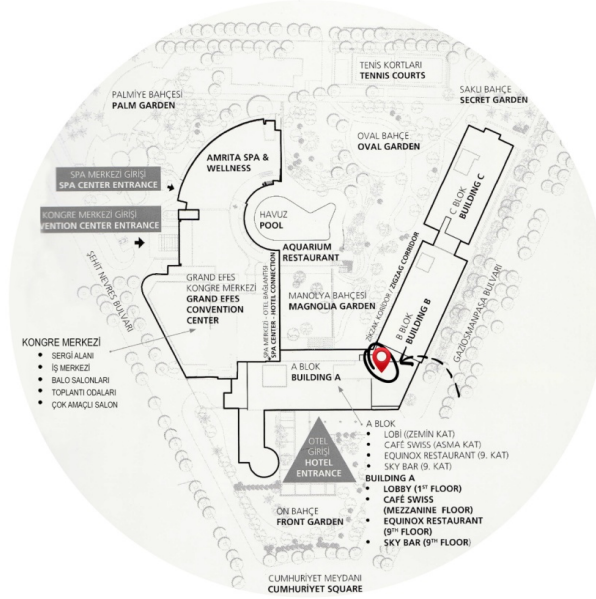 TENİS KORTLARI
TENNIS COURTS
SAKLI BAHÇE
SECRET GARDEN
PALMİYE BAHÇESİ
PALM GARDEN
OVAL BAHÇE
OVAL GARDEN
AMRITA SPA &
WELLNESS
SPA MERKEZİ GİRİŞİ
SPA CENTER ENTRANCE
C BLOK
BUILDING C
KONGRE MERKEZİ GİRİŞİ
VENTION CENTER ENTRANCE
HAVUZ
POOL
AQUARIUM
RESTAURANT
ŞEHİT NEVRES BULVARI
GRAND EFES
KONGRE MERKEZİ
GRAND EFES
CONVENTION
CENTER
SPA MERKEZİ - OTEL BAĞLANTISI
SPA CENTER - HOTEL CONNECTION
MANOLYA BAHÇESİ
MAGNOLIA GARDEN
ZİKZAK KORİDOR / ZIGZAG CORRIDOR
B BLOK
BUILDING B
GAZİOSMANPAŞA BULVARI
KONGRE MERKEZİ
• SERGİ ALANI
• İŞ MERKEZİ
• BALO SALONLARI
• TOPLANTI ODALARI
• ÇOK AMAÇLI SALON
A BLOK
BUILDING A
OTEL
GİRİŞİ
HOTEL
ENTRANCE
A BLOK
• LOBİ ((ZEMİN KAT)
• CAFÉ SWISS (ASMA KAT)
• EQUINOX RESTAURANT (9. KAT)
• SKY BAR (9. KAT)
BUILDING A
• LOBBY (1ST FLOOR)
• CAFÉ SWISS
(MEZZANINE FLOOR)
• EQUINOX RESTAURANT
(9TH FLOOR)
• SKY BAR (9TH FLOOR)
ÖN BAHÇE
FRONT GARDEN
CUMHURİYET MEYDANI
CUMHURİYET SQUARE